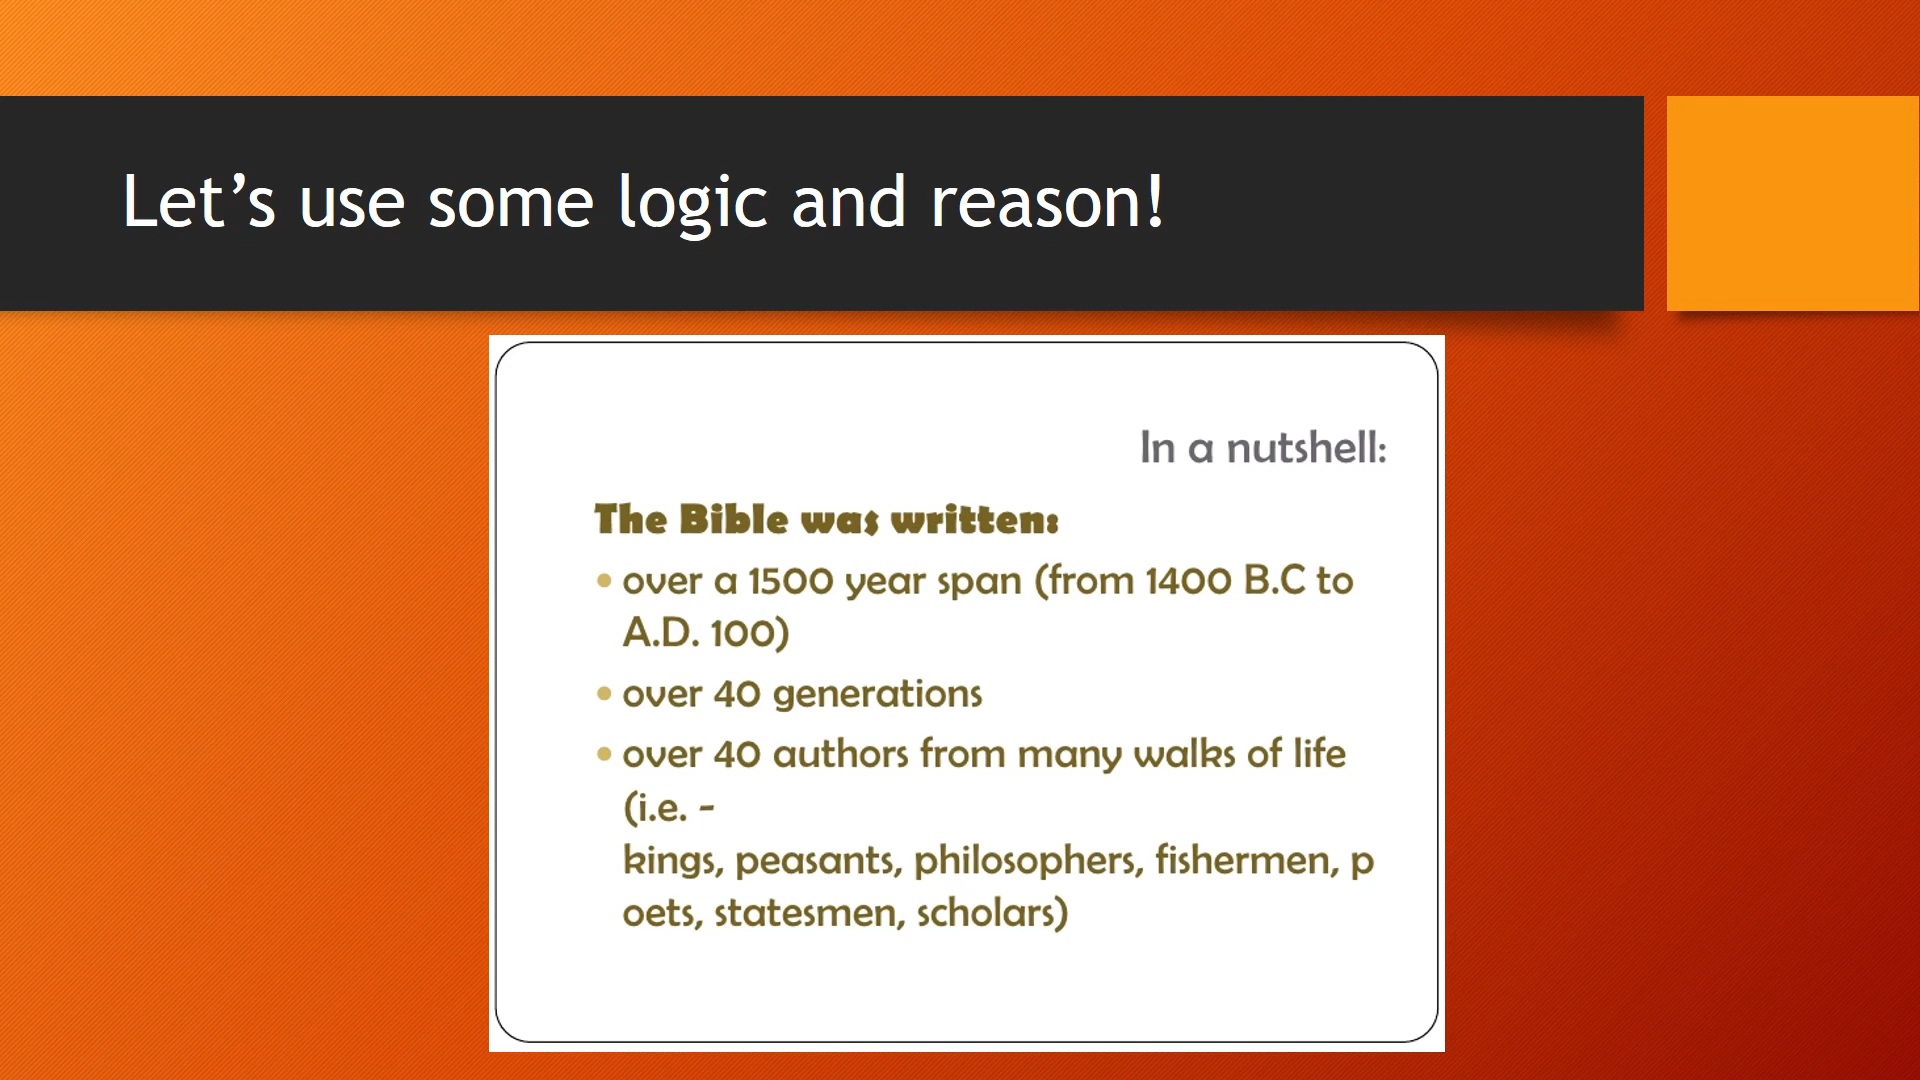 Let’s use some logic and reason!
In a nutshell:
The Bible was written:
• over a 1500 year span (from 1400 B.C to
A.D. 100)
• over 40 generations
• over 40 authors from many walks of life
(i.e. -
kings, peasants, philosophers, fishermen, p
oets, statesmen, scholars)